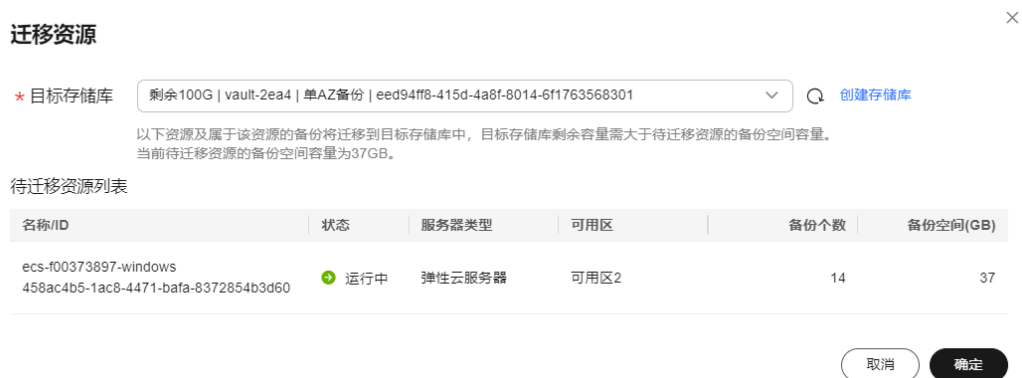 迁移资源
* 目标存储库 剩余100G | vault-2ea4 | 单AZ备份 | eed94ff8-415d-4a8f-8014-6f1763568301 创建存储库
以下资源及属于该资源的备份将迁移到目标存储库中，目标存储库剩余容量需大于待迁移资源的备份空间容量。
当前待迁移资源的备份空间容量为37GB。
待迁移资源列表
名称/ID 状态 服务器类型 可用区 备份个数 备份空间(GB)
ecs-f00373897-windows
458ac4b5-1ac8-4471-bafa-8372854b3d60 运行中 弹性云服务器 可用区2 14 37
取消 确定